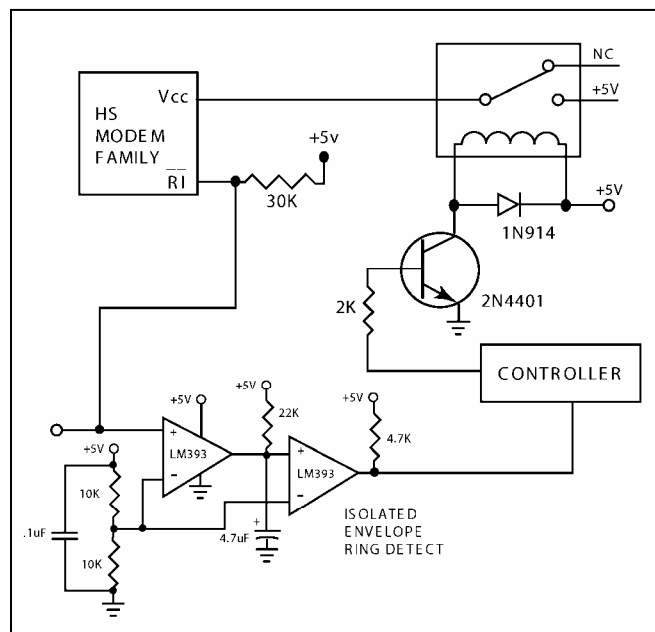 NC
Vcc
+5V
HS
MODEM
FAMILY
+5v
RI
30K
+5V
1N914
2N4401
2K
CONTROLLER
+5V
+5V
+5V
22K
4.7K
+
LM393
+
LM393
+5V
–
10K
–
ISOLATED
ENVELOPE
RING DETECT
.1uF
+
4.7uF
10K